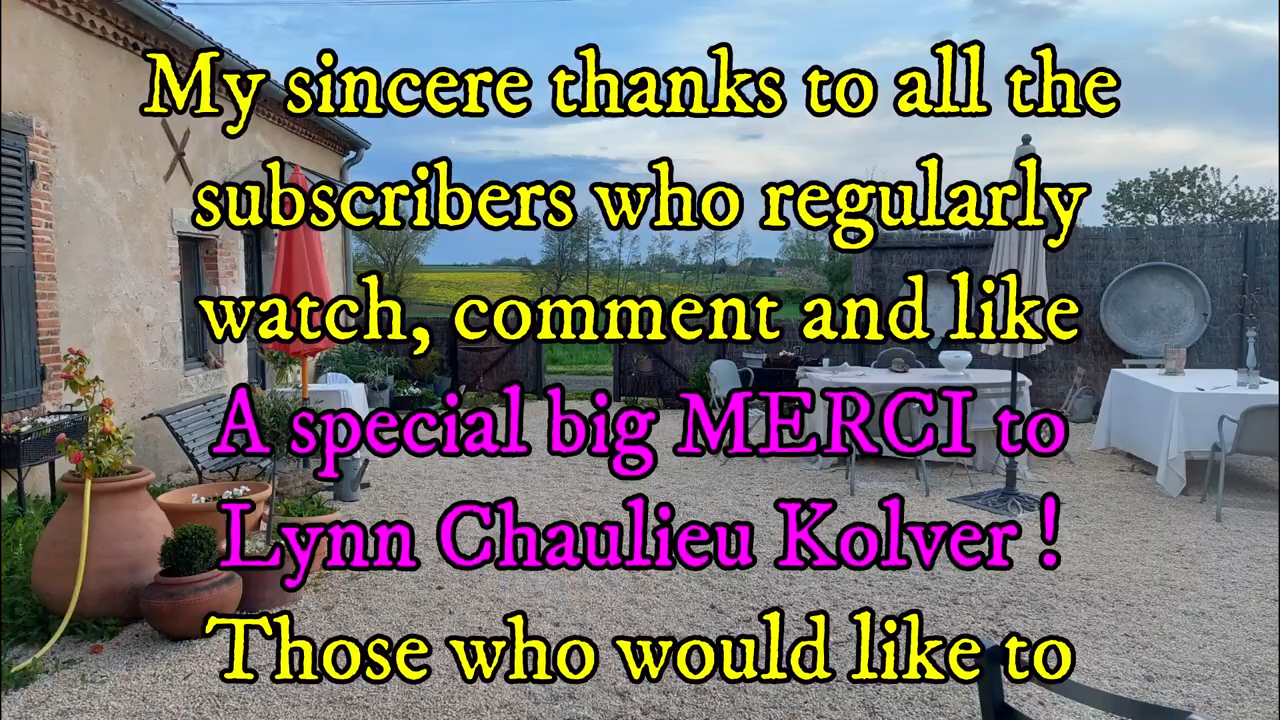 My sincere thanks to all the
subscribers who regularly
watch, comment and like
A special big MERCI to
Lynn Chaulieu Kolver !
Those who would like to